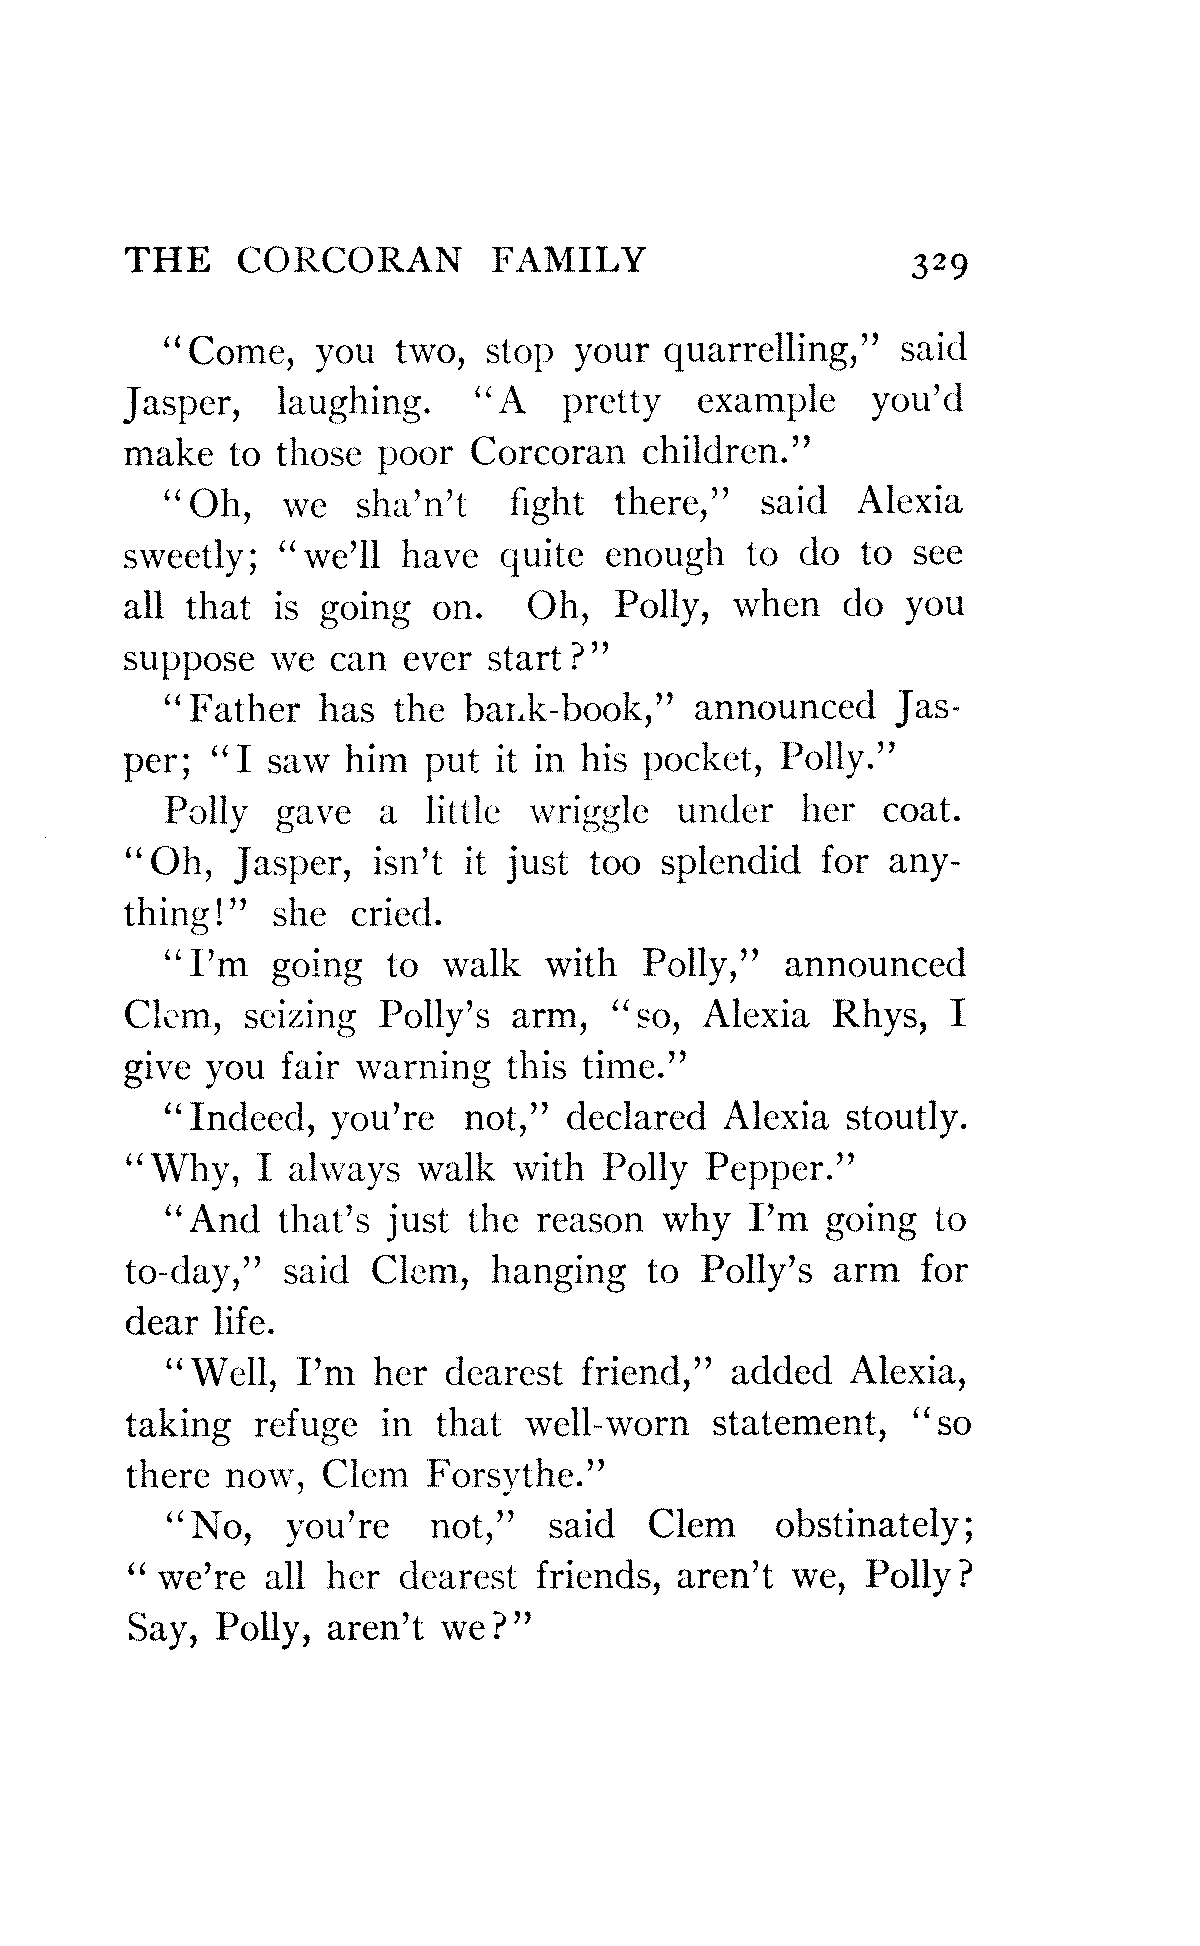 THE CORCORAN FAMILY 329
“Come, you two, stop your quarrelling,” said
Jasper, laughing. “A pretty example you’d
make to those poor Corcoran children.”
“Oh, we sha’n’t fight there,” said Alexia
sweetly; “we’ll have quite enough to do to see
all that is going on. Oh, Polly, when do you
suppose we can ever start?”
“Father has the bank-book,” announced Jas-
per; “I saw him put it in his pocket, Polly.”
Polly gave a little wriggle under her coat.
“Oh, Jasper, isn’t it just too splendid for any-
thing!” she cried.
“I’m going to walk with Polly,” announced
Clem, seizing Polly’s arm, “so, Alexia Rhys, I
give you fair warning this time.”
“Indeed, you’re not,” declared Alexia stoutly.
“Why, I always walk with Polly Pepper.”
“And that’s just the reason why I’m going to
to-day,” said Clem, hanging to Polly’s arm for
dear life.
“Well, I’m her dearest friend,” added Alexia,
taking refuge in that well-worn statement, “so
there now, Clem Forsythe.”
“No, you’re not,” said Clem obstinately;
“we’re all her dearest friends, aren’t we, Polly?
Say, Polly, aren’t we?”